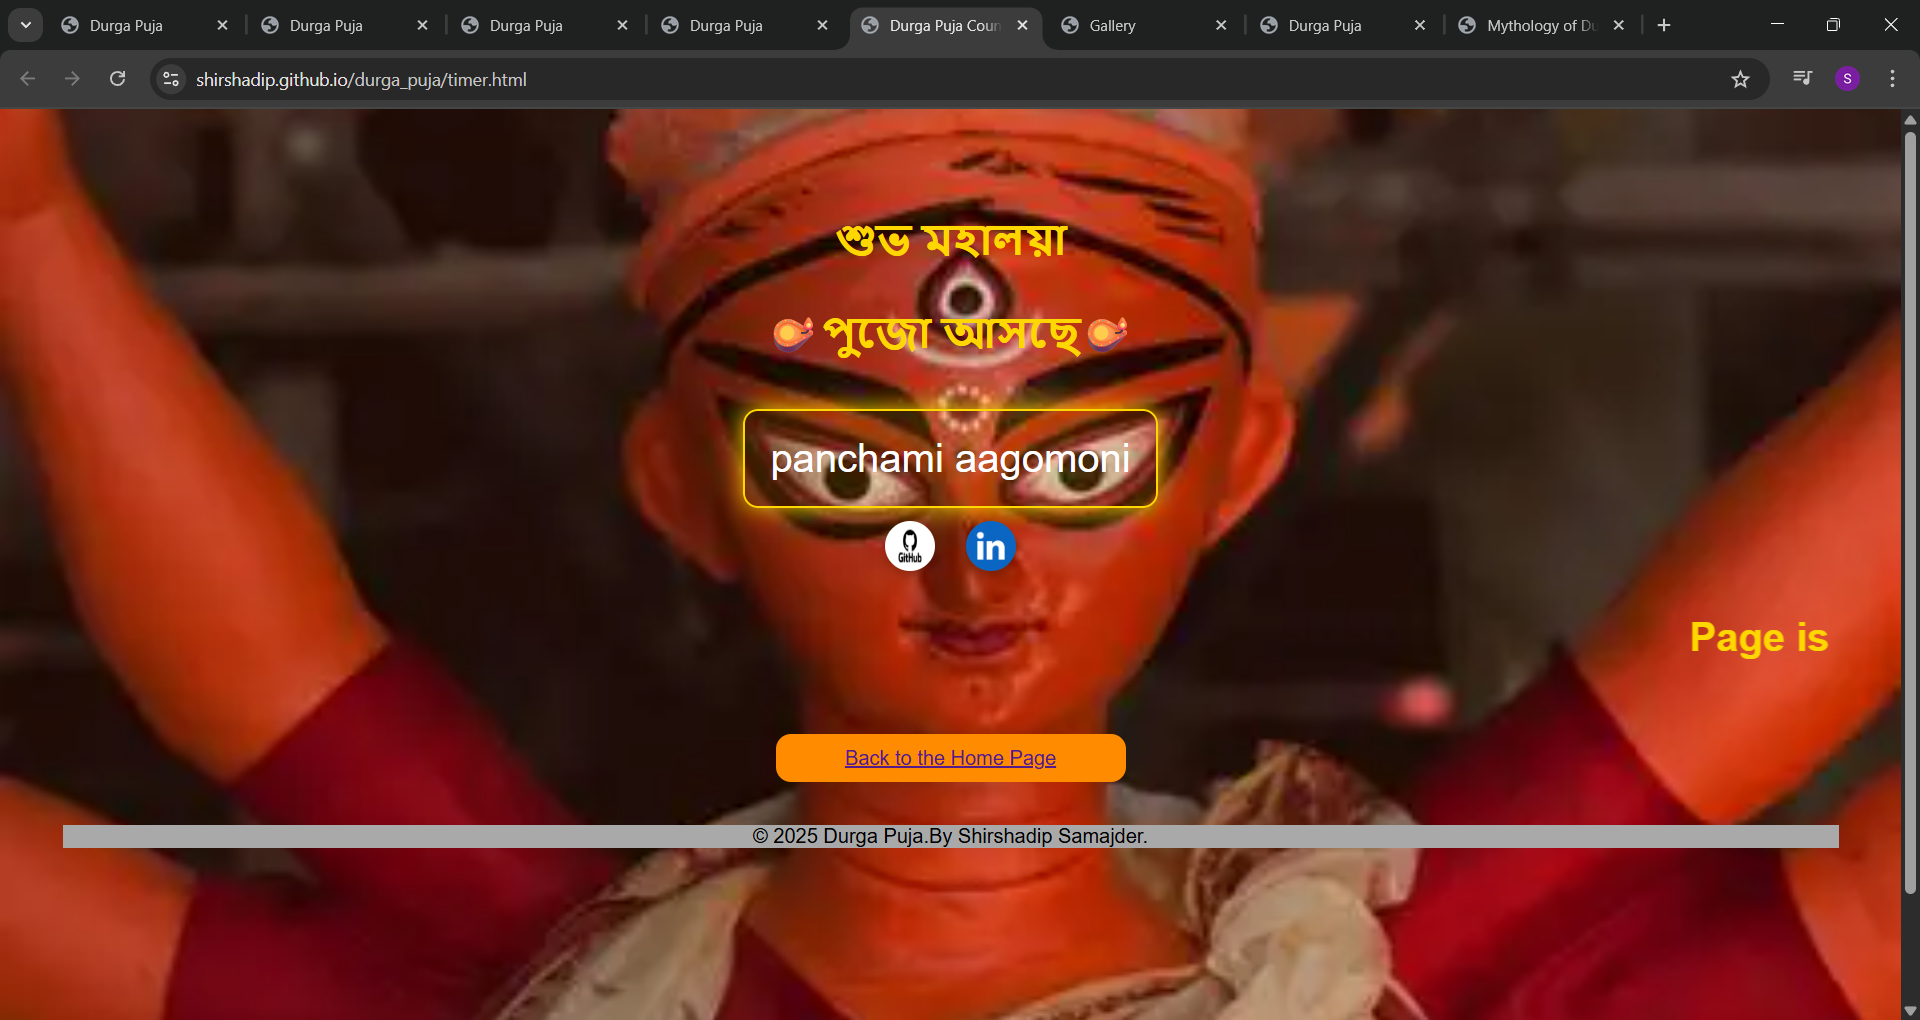 Durga Puja
Durga Puja
Durga Puja
Durga Puja
Durga Puja Coun
Gallery
Durga Puja
Mythology of Du
shirshadip.github.io/durga_puja/timer.html
S
শুভ মহালয়া
পুজো আসছে
panchami aagomoni
GitHub
in
Page is
Back to the Home Page
© 2025 Durga Puja.By Shirshadip Samajder.